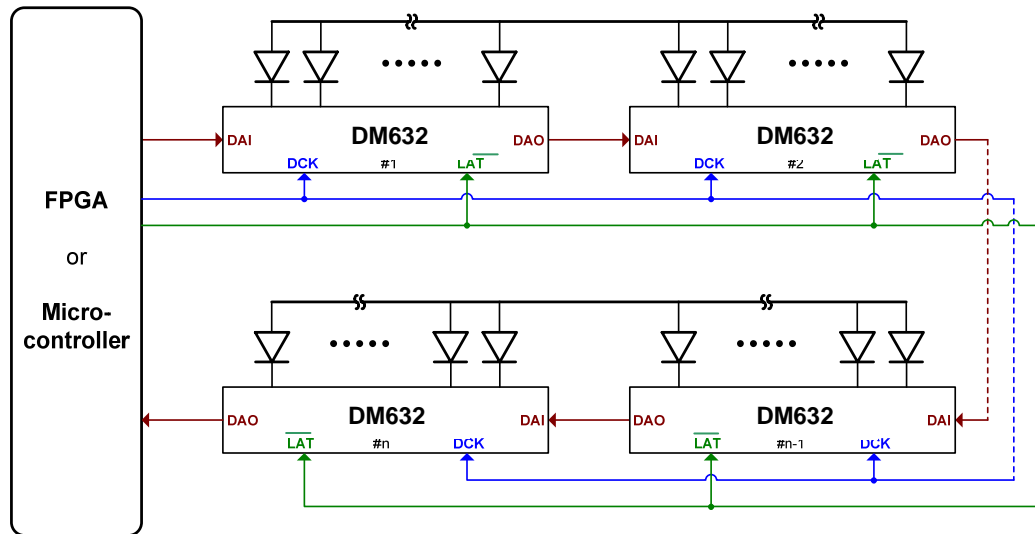 FPGA
or
Micro-
controller
DAI
DM632
DAO
DCK
#1
LAT
DAI
DM632
DAO
DCK
#2
LAT
DAO
DM632
DAI
LAT
#n
DCK
DAO
DM632
DAI
LAT
#n-1
DCK